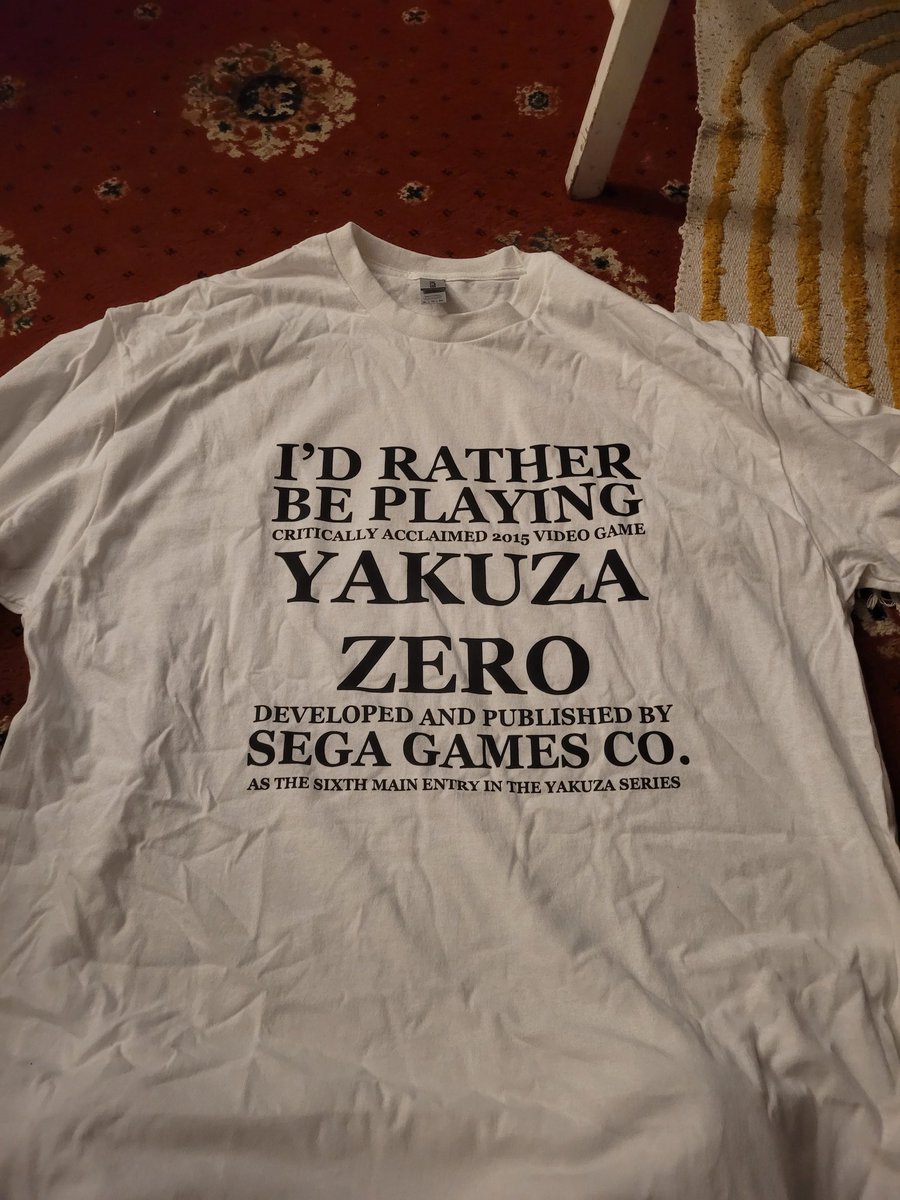 I'D RATHER
BE PLAYING
CRITICALLY ACCLAIMED 2015 VIDEO GAME
YAKUZA
ZERO
DEVELOPED AND PUBLISHED BY
SEGA GAMES CO.
AS THE SIXTH MAIN ENTRY IN THE YAKUZA SERIES